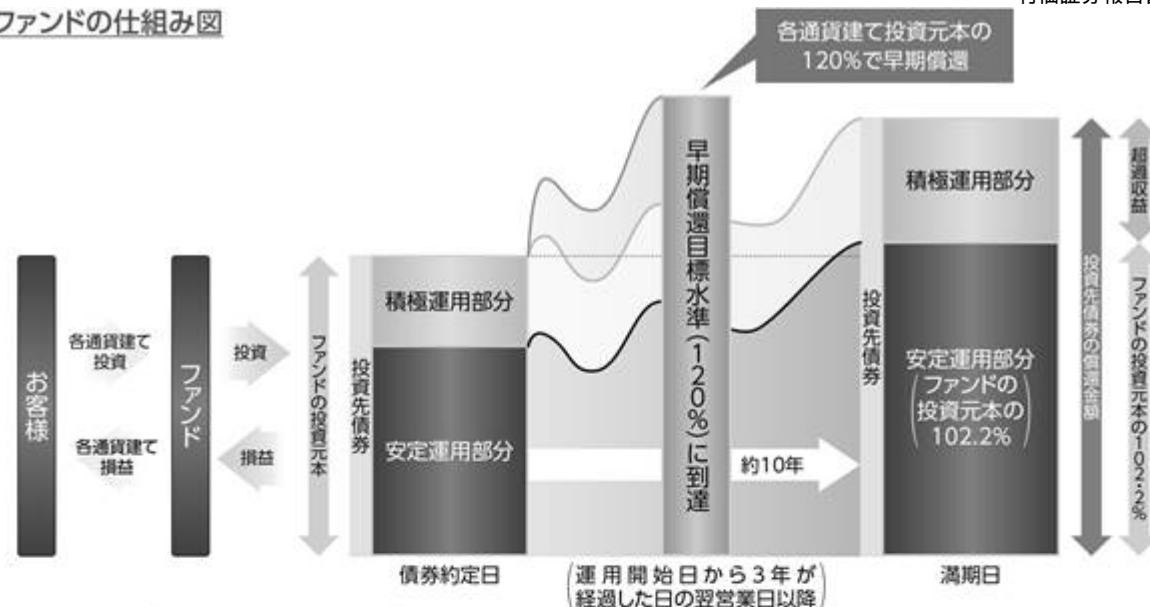 ファンドの仕組み図
各通貨建て投資元本の
120%で早期償還
早期償還目標水準(120%)に到達
積極運用部分
積極運用部分
お客様
各通貨建て
投資
各通貨建て
損益
ファンド
投資
損益
ファンドの投資元本
投資先債券
安定運用部分
約10年
投資先債券
安定運用部分
(ファンドの
投資元本の
102.2%)
投資先債券の償還金額
超過収益
ファンドの投資元本の102.2%
債券約定日
(運用開始日から3年が
経過した日の翌営業日以降)
満期日